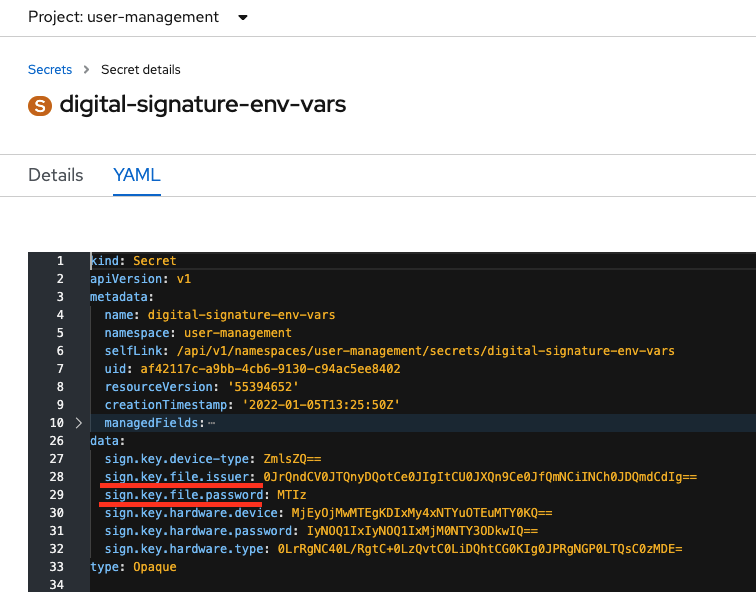 Project: user-management
Secrets > Secret details
S digital-signature-env-vars
Details YAML
1 kind: Secret
2 apiVersion: v1
3 metadata:
4 name: digital-signature-env-vars
5 namespace: user-management
6 selfLink: /api/v1/namespaces/user-management/secrets/digital-signature-env-vars
7 uid: af42117c-a9bb-4cb6-9130-c94ac5ee8402
8 resourceVersion: '55394652'
9 creationTimestamp: '2022-01-05T13:25:50Z'
10 > managedFields: ⋯
26 data:
27 sign.key.device-type: ZmlsZQ==
28 sign.key.file.issuer: 0JrQndCV0JTQnyDQotCe0JIgItCU0JXQn9Ce0JfQmNCiINCh0JDQmdCdIg==
29 sign.key.file.password: MTIz
30 sign.key.hardware.device: MjEyOjMwMTEgKDIxMy4xNTYuOTEuMTY0KQ==
31 sign.key.hardware.password: IyNOQ1IxIyNOQ1IxMjM0NTY3ODkwIQ==
32 sign.key.hardware.type: 0LrRgNC40L/RgtC+0LzQvtC0LiDQhtCG0KIg0JPRgNGP0LTQsC0zMDE=
33 type: Opaque
34